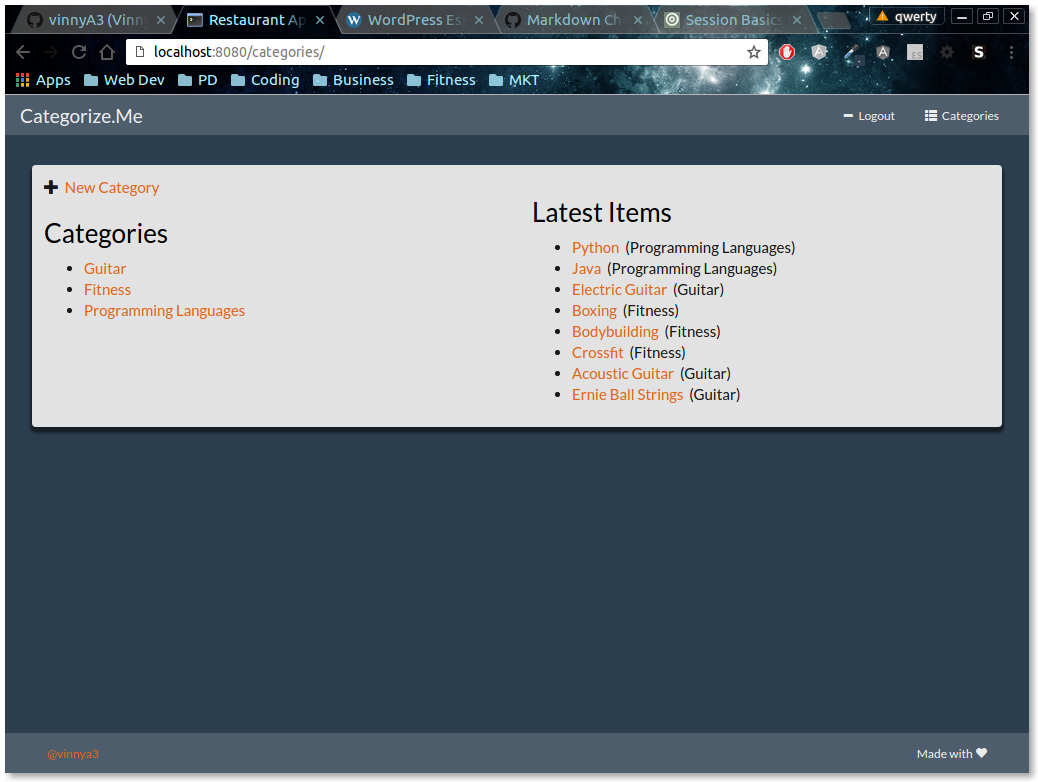 vinnyA3 (Vinny
Restaurant Ap
WordPress Ess
Markdown Ch
Session Basics
qwerty
localhost:8080/categories/
Apps Web Dev PD Coding Business Fitness MKT
Categorize.Me
Logout
Categories
New Category
Categories
Guitar
Fitness
Programming Languages
Latest Items
Python (Programming Languages)
Java (Programming Languages)
Electric Guitar (Guitar)
Boxing (Fitness)
Bodybuilding (Fitness)
Crossfit (Fitness)
Acoustic Guitar (Guitar)
Ernie Ball Strings (Guitar)
@vinnya3
Made with